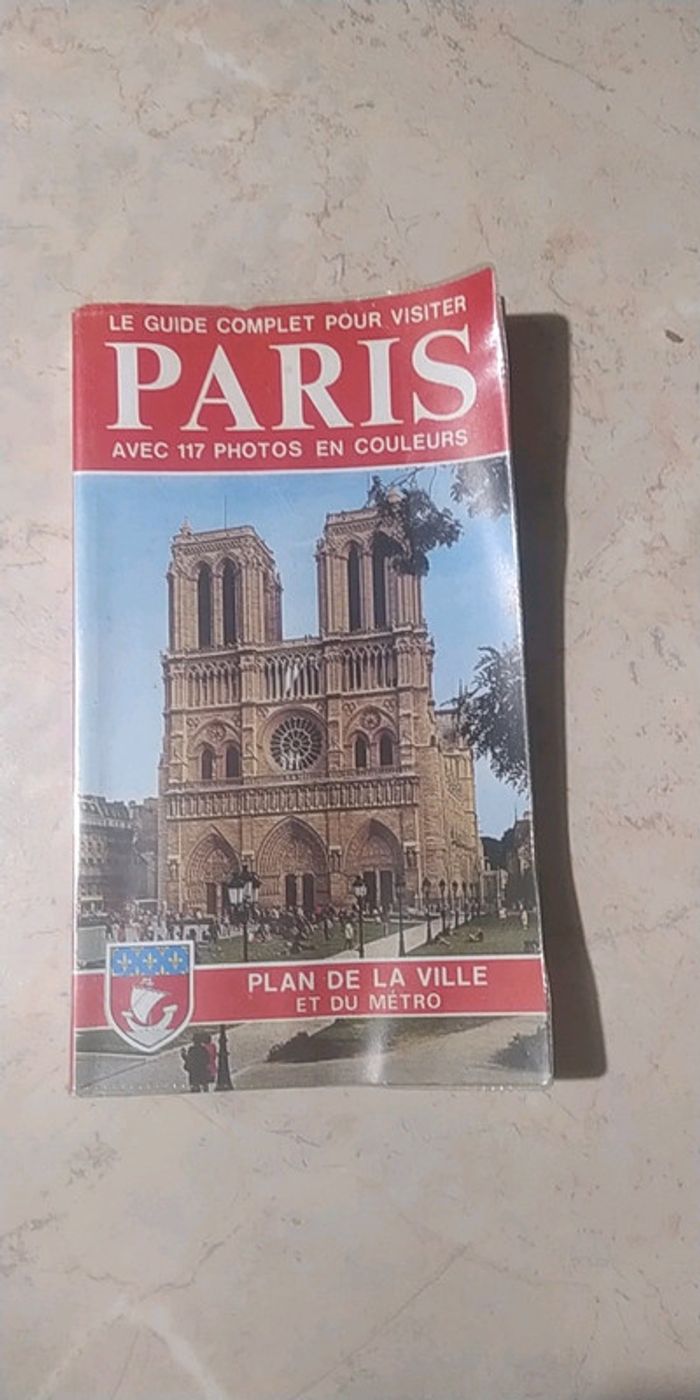 LE GUIDE COMPLET POUR VISITER
PARIS
AVEC 117 PHOTOS EN COULEURS
PLAN DE LA VILLE
ET DU MÉTRO